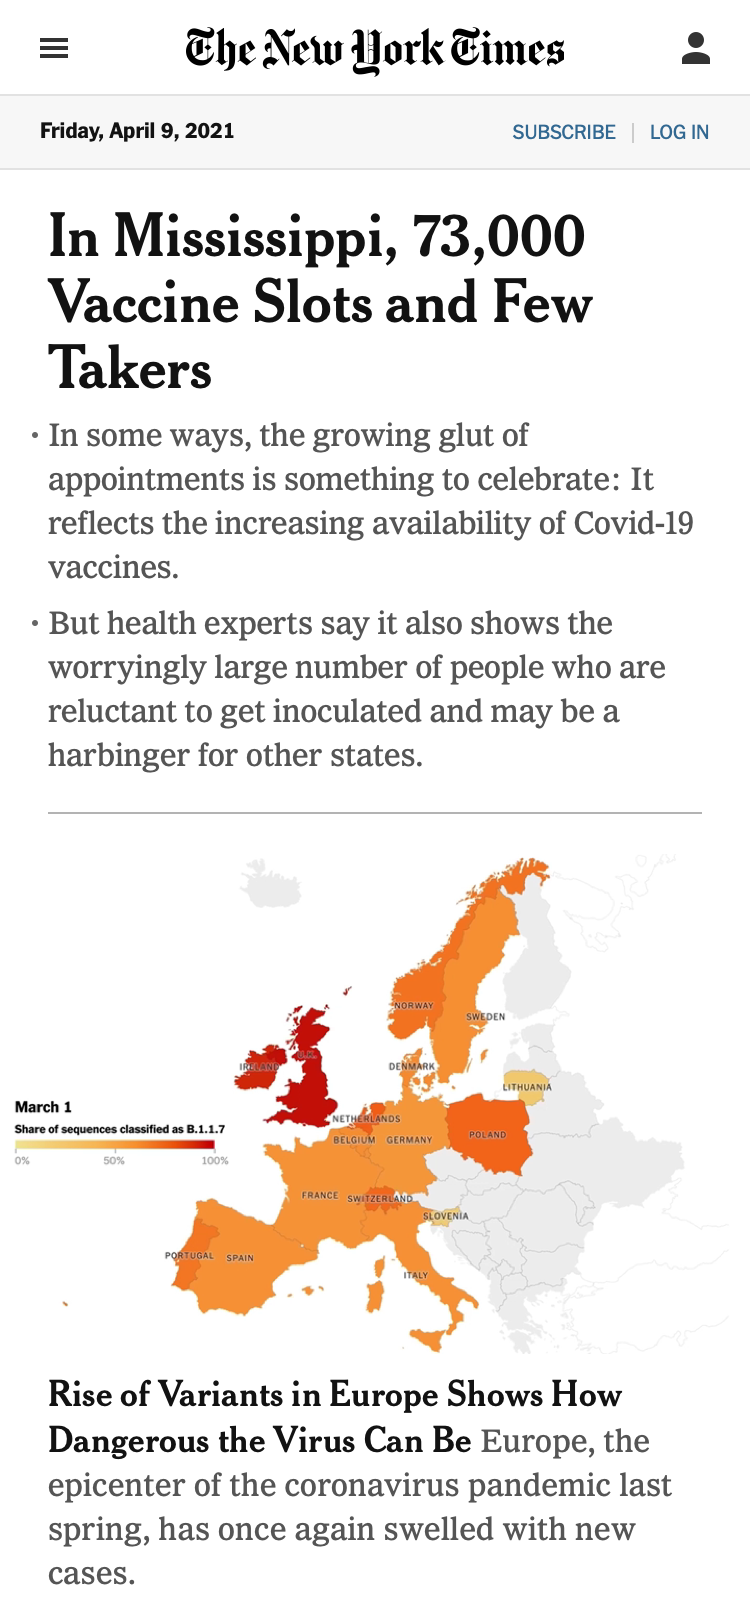 The New York Times
Friday, April 9, 2021
SUBSCRIBE | LOG IN
In Mississippi, 73,000
Vaccine Slots and Few
Takers
• In some ways, the growing glut of
appointments is something to celebrate: It
reflects the increasing availability of Covid-19
vaccines.
• But health experts say it also shows the
worryingly large number of people who are
reluctant to get inoculated and may be a
harbinger for other states.
NORWAY
SWEDEN
U.K.
IRELAND
DENMARK
LITHUANIA
March 1
Share of sequences classified as B.1.1.7
0% 50% 100%
NETHERLANDS
BELGIUM GERMANY
POLAND
FRANCE SWITZERLAND
SLOVENIA
PORTUGAL SPAIN
ITALY
Rise of Variants in Europe Shows How
Dangerous the Virus Can Be Europe, the
epicenter of the coronavirus pandemic last
spring, has once again swelled with new
cases.